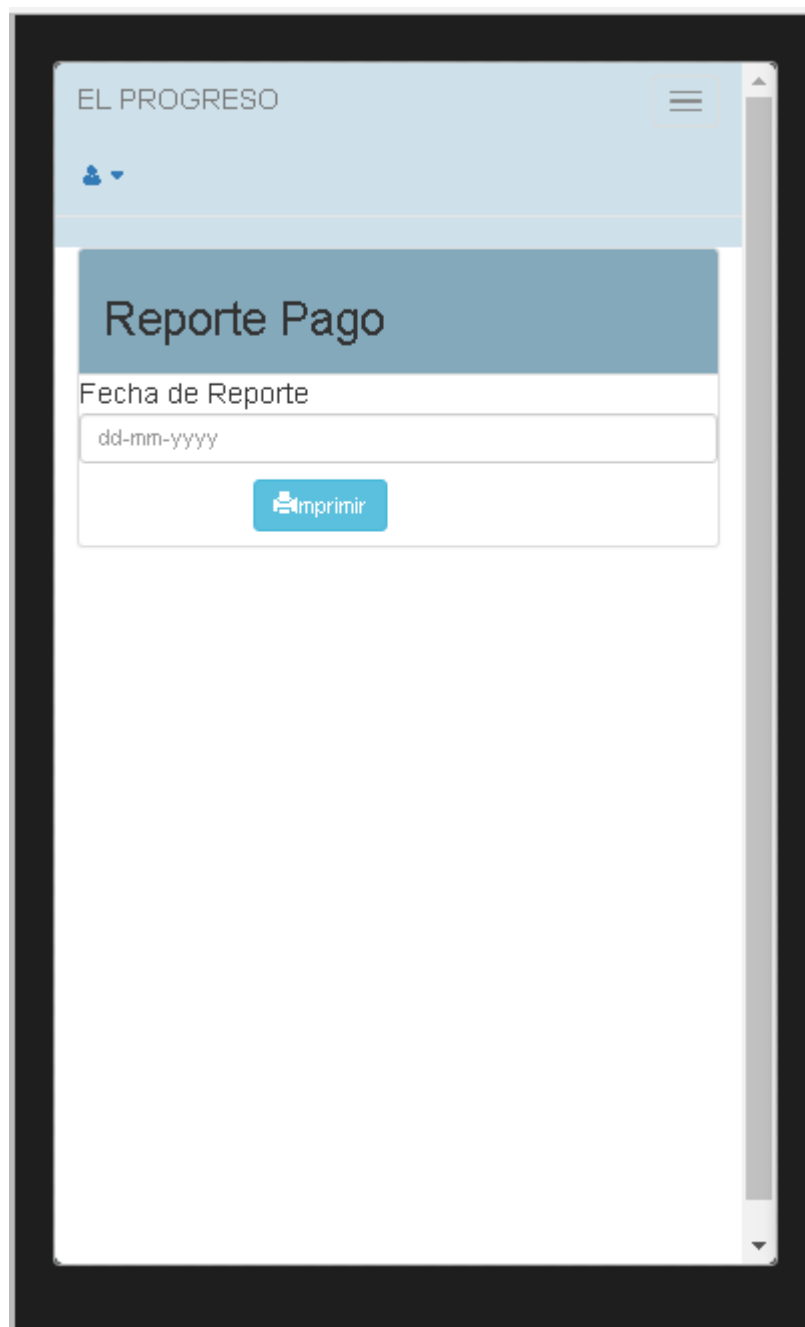 EL PROGRESO
Reporte Pago
Fecha de Reporte
dd-mm-yyyy
Imprimir